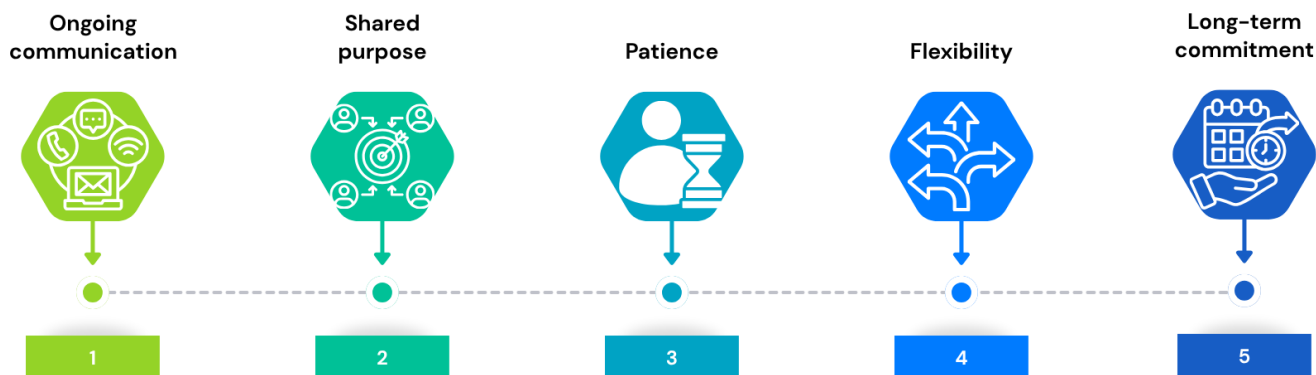 Ongoing
communication
Shared
purpose
Patience
Flexibility
Long-term
commitment
1
2
3
4
5